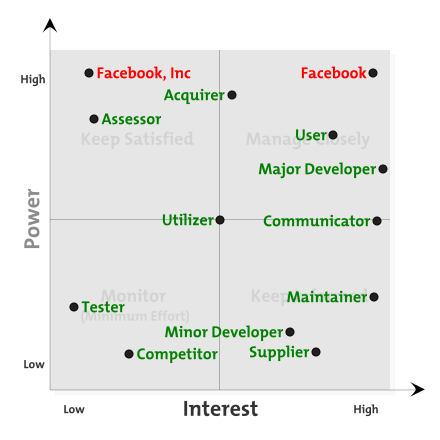 High
Facebook, Inc
Facebook
Acquirer
Assessor
Keep Satisfied
Manage Closely
User
Major Developer
Power
Utilizer
Communicator
Monitor
(Minimum Effort)
Keep
Maintainer
Tester
Minor Developer
Competitor
Supplier
Low
Low
Interest
High